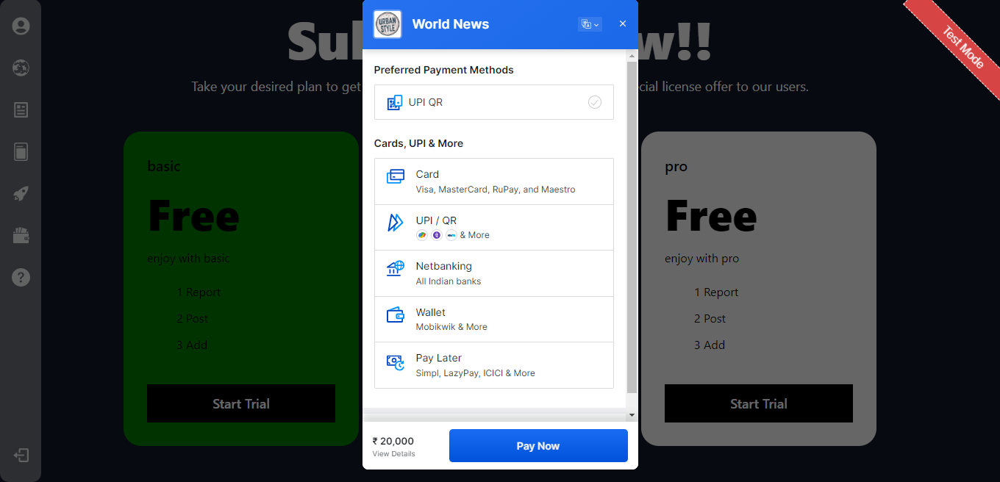 Su
w!!
Take your desired plan to get
cial license offer to our users.
Test Mode
URBAN
STYLE
World News
Preferred Payment Methods
UPI QR
Cards, UPI & More
Card
Visa, MasterCard, RuPay, and Maestro
UPI / QR
& More
Netbanking
All Indian banks
Wallet
Mobikwik & More
Pay Later
Simpl, LazyPay, ICICI & More
₹ 20,000
View Details
Pay Now
basic
Free
enjoy with basic
1 Report
2 Post
3 Add
Start Trial
pro
Free
enjoy with pro
1 Report
2 Post
3 Add
Start Trial